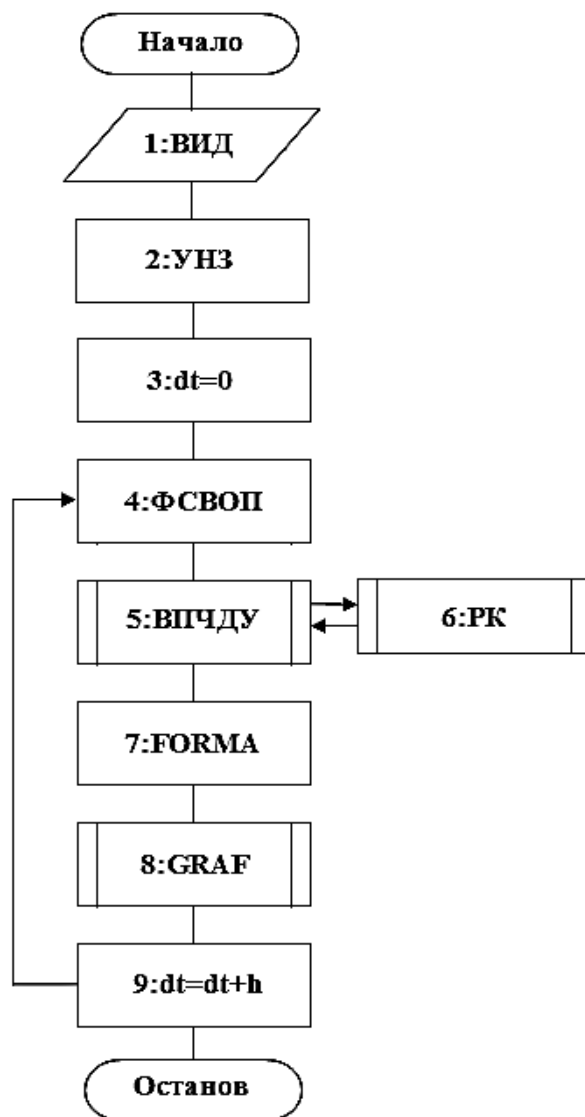 Начало
1:ВИД
2:УНЗ
3:dt=0
4:ФСВОП
5:ВПЧДУ
6:РК
7:FORMA
8:GRAF
9:dt=dt+h
Останов